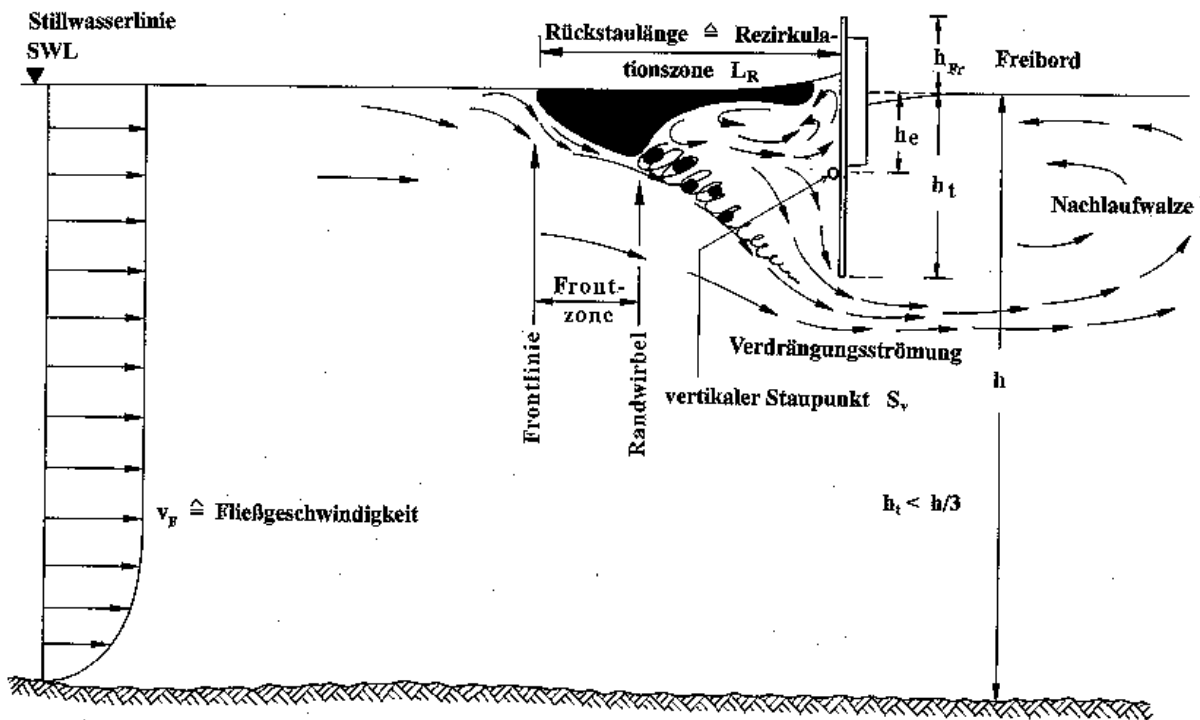 Stillwasserlinie
SWL
Rückstaulänge ≙ Rezirkula-
tionszone L_R
h_Fr
Freibord
h_e
h_t
Nachlaufwalze
Front-
zone
Frontlinie
Randwirbel
Verdrängungsströmung
vertikaler Staupunkt S_v
h
v_F ≙ Fließgeschwindigkeit
h_t < h/3